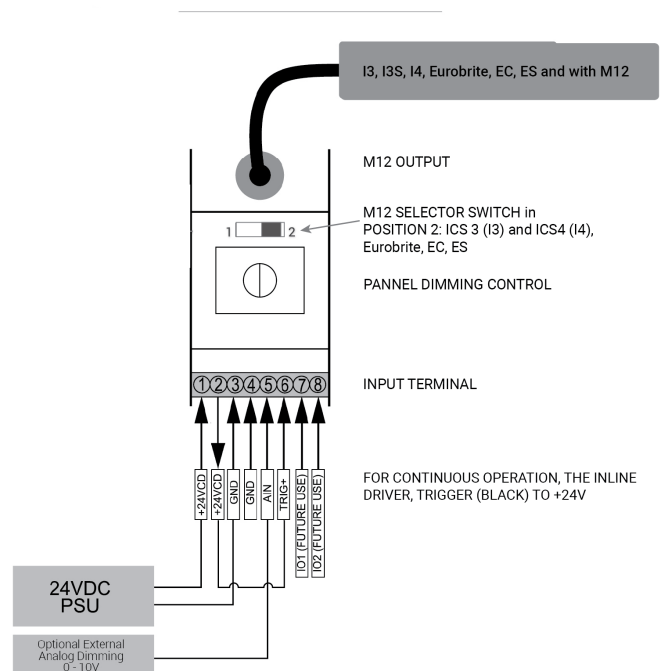 I3, I3S, I4, Eurobrite, EC, ES and with M12
M12 OUTPUT
M12 SELECTOR SWITCH in
POSITION 2: ICS 3 (I3) and ICS4 (I4),
Eurobrite, EC, ES
1 2
PANNEL DIMMING CONTROL
1 2 3 4 5 6 7 8
INPUT TERMINAL
+24VCD
+24VCD
GND
GND
AIN
TRIG+
IO1 (FUTURE USE)
IO2 (FUTURE USE)
FOR CONTINUOUS OPERATION, THE INLINE
DRIVER, TRIGGER (BLACK) TO +24V
24VDC
PSU
Optional External
Analog Dimming
0 - 10V